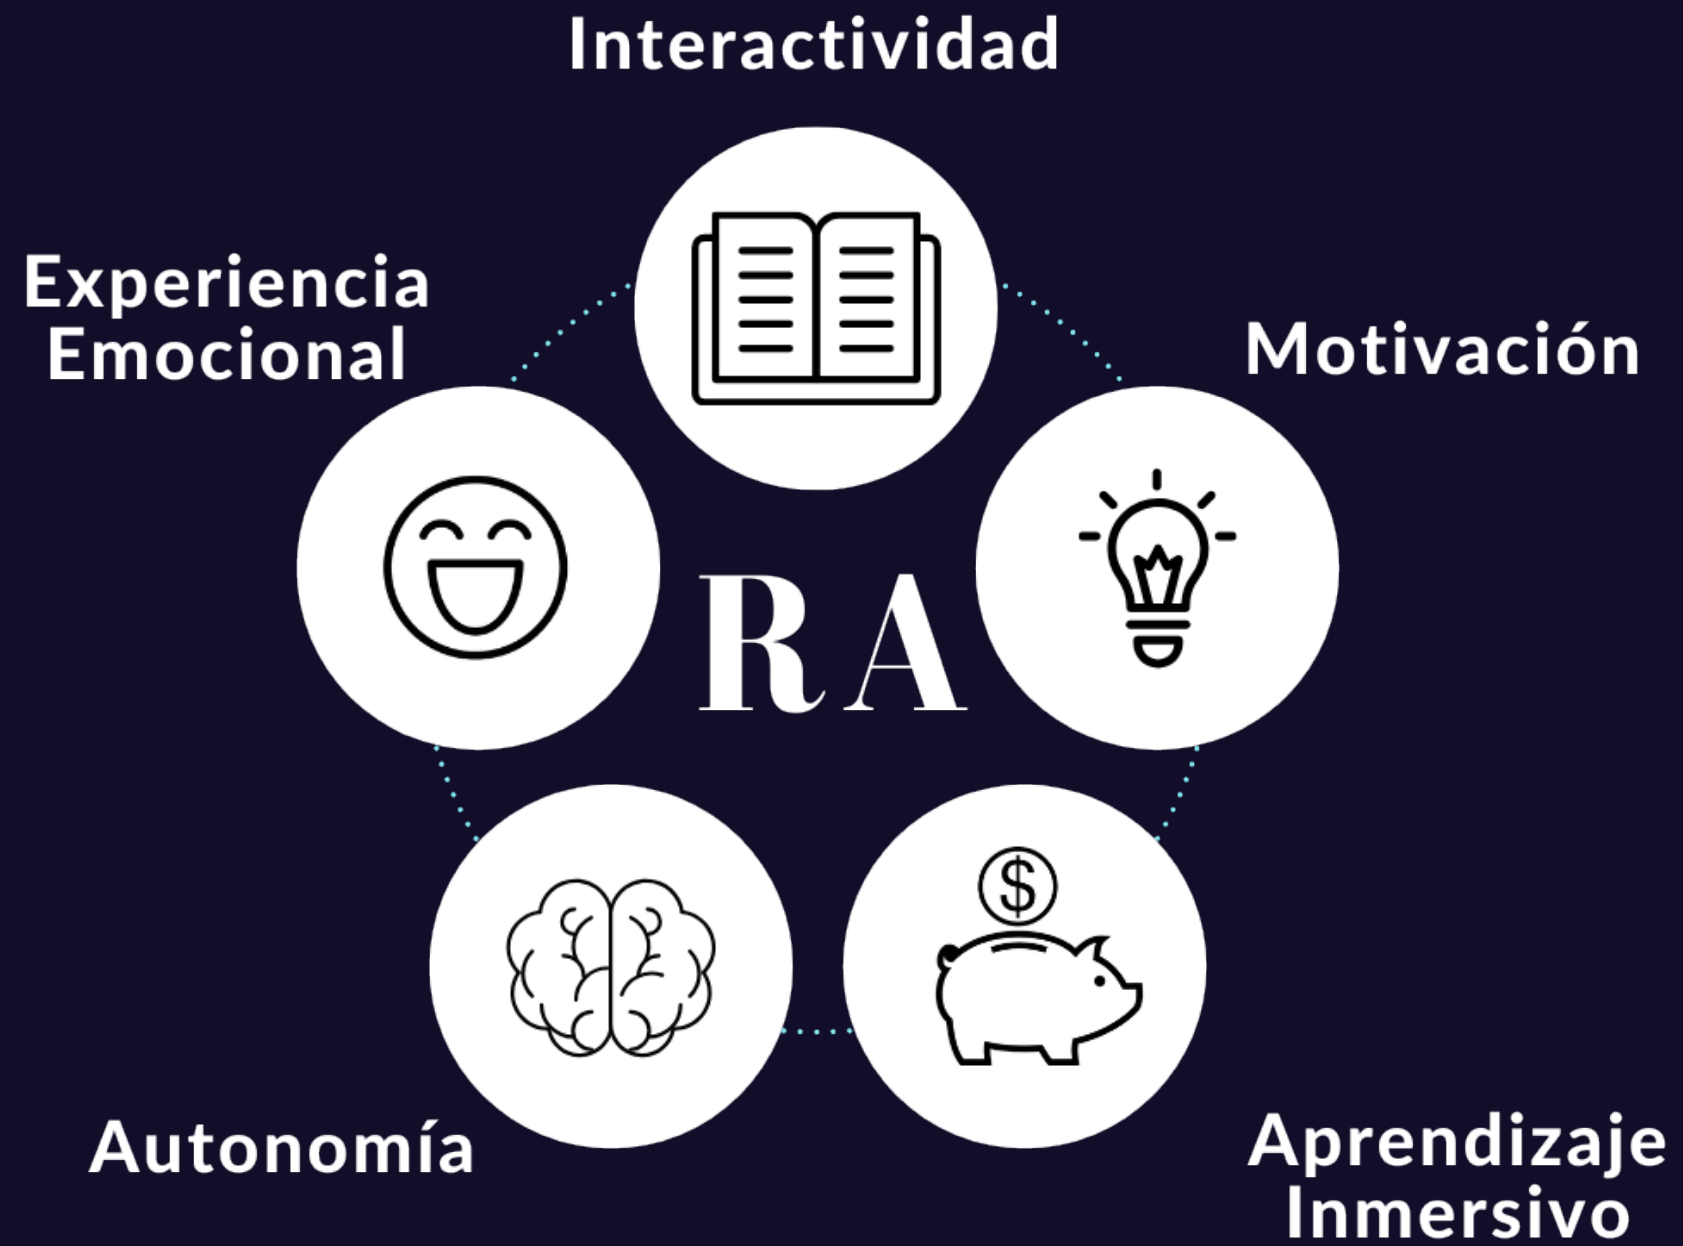 Interactividad
Experiencia
Emocional
Motivación
RA
$
Autonomía
Aprendizaje
Inmersivo